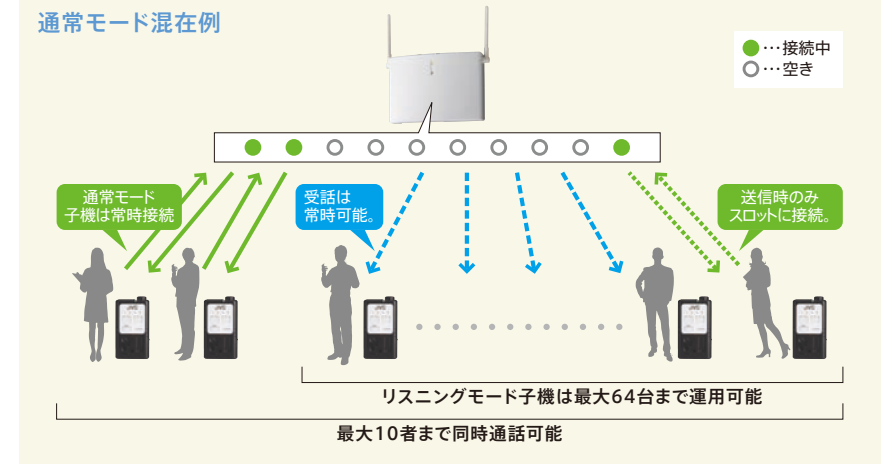 通常モード混在例
●…接続中
○…空き
通常モード
子機は常時接続
受話は
常時可能。
送信時のみ
スロットに接続。
リスニングモード子機は最大64台まで運用可能
最大10者まで同時通話可能